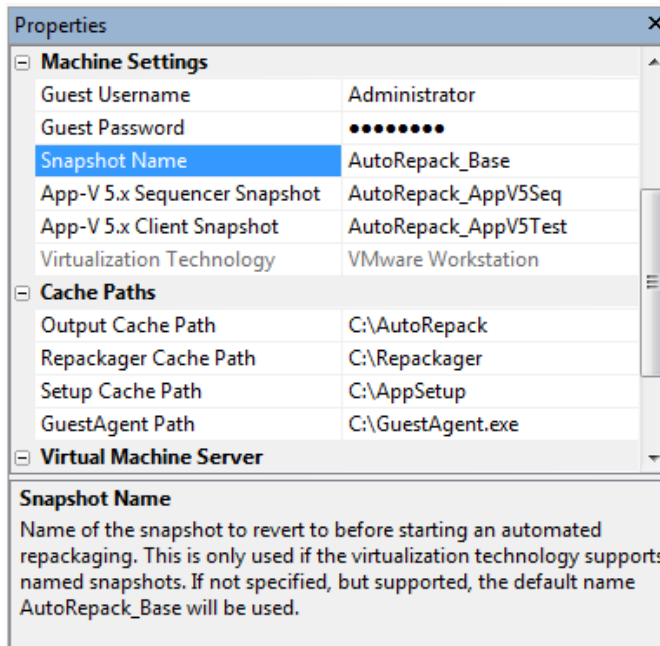 Properties
Machine Settings
Guest Username Administrator
Guest Password ●●●●●●●●
Snapshot Name AutoRepack_Base
App-V 5.x Sequencer Snapshot AutoRepack_AppV5Seq
App-V 5.x Client Snapshot AutoRepack_AppV5Test
Virtualization Technology VMware Workstation
Cache Paths
Output Cache Path C:\AutoRepack
Repackager Cache Path C:\Repackager
Setup Cache Path C:\AppSetup
GuestAgent Path C:\GuestAgent.exe
Virtual Machine Server
Snapshot Name
Name of the snapshot to revert to before starting an automated
repackaging. This is only used if the virtualization technology supports
named snapshots. If not specified, but supported, the default name
AutoRepack_Base will be used.